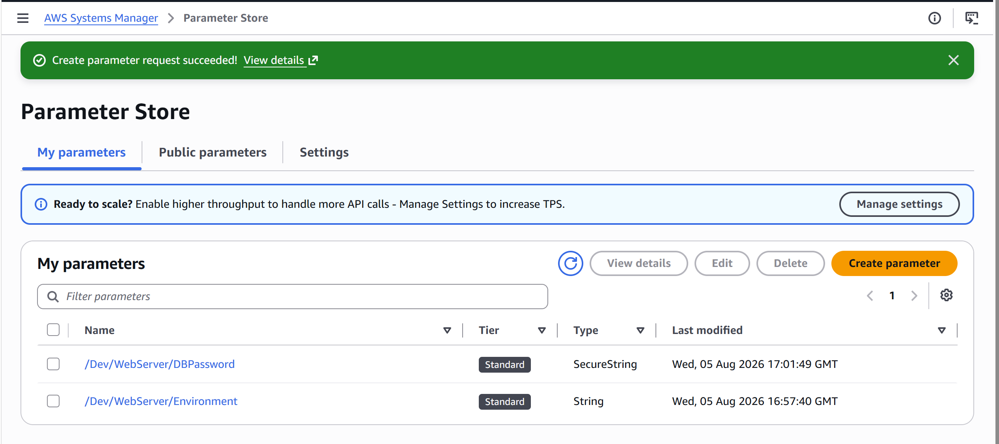 AWS Systems Manager > Parameter Store
Create parameter request succeeded! View details
Parameter Store
My parameters Public parameters Settings
Ready to scale? Enable higher throughput to handle more API calls - Manage Settings to increase TPS. Manage settings
My parameters View details Edit Delete Create parameter
Filter parameters 1
Name Tier Type Last modified
/Dev/WebServer/DBPassword Standard SecureString Wed, 05 Aug 2026 17:01:49 GMT
/Dev/WebServer/Environment Standard String Wed, 05 Aug 2026 16:57:40 GMT